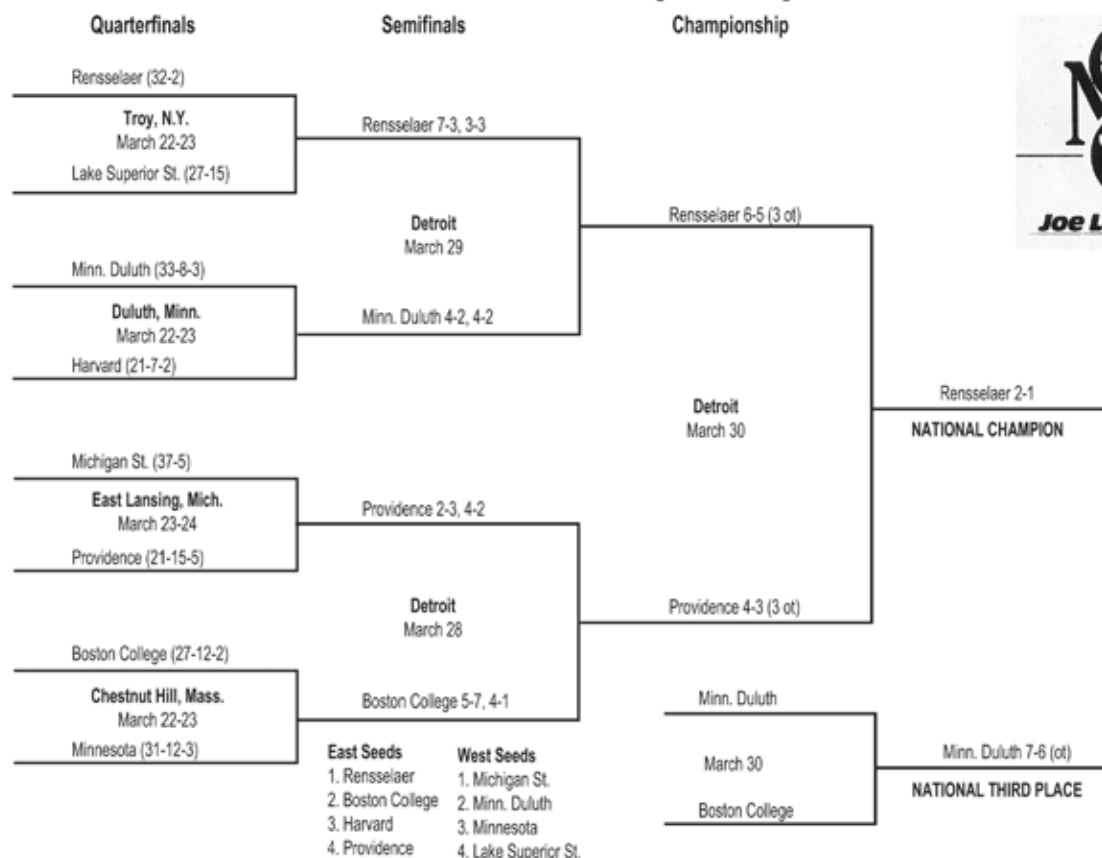 Quarterfinals
Semifinals
Championship
Rensselaer (32-2)
Troy, N.Y.
March 22-23
Lake Superior St. (27-15)
Minn. Duluth (33-8-3)
Duluth, Minn.
March 22-23
Harvard (21-7-2)
Michigan St. (37-5)
East Lansing, Mich.
March 23-24
Providence (21-15-5)
Boston College (27-12-2)
Chestnut Hill, Mass.
March 22-23
Minnesota (31-12-3)
Rensselaer 7-3, 3-3
Detroit
March 29
Minn. Duluth 4-2, 4-2
Providence 2-3, 4-2
Detroit
March 28
Boston College 5-7, 4-1
Rensselaer 6-5 (3 ot)
Detroit
March 30
Providence 4-3 (3 ot)
Rensselaer 2-1
NATIONAL CHAMPION
Minn. Duluth
March 30
Boston College
Minn. Duluth 7-6 (ot)
NATIONAL THIRD PLACE
East Seeds
1. Rensselaer
2. Boston College
3. Harvard
4. Providence
West Seeds
1. Michigan St.
2. Minn. Duluth
3. Minnesota
4. Lake Superior St.
Joe L